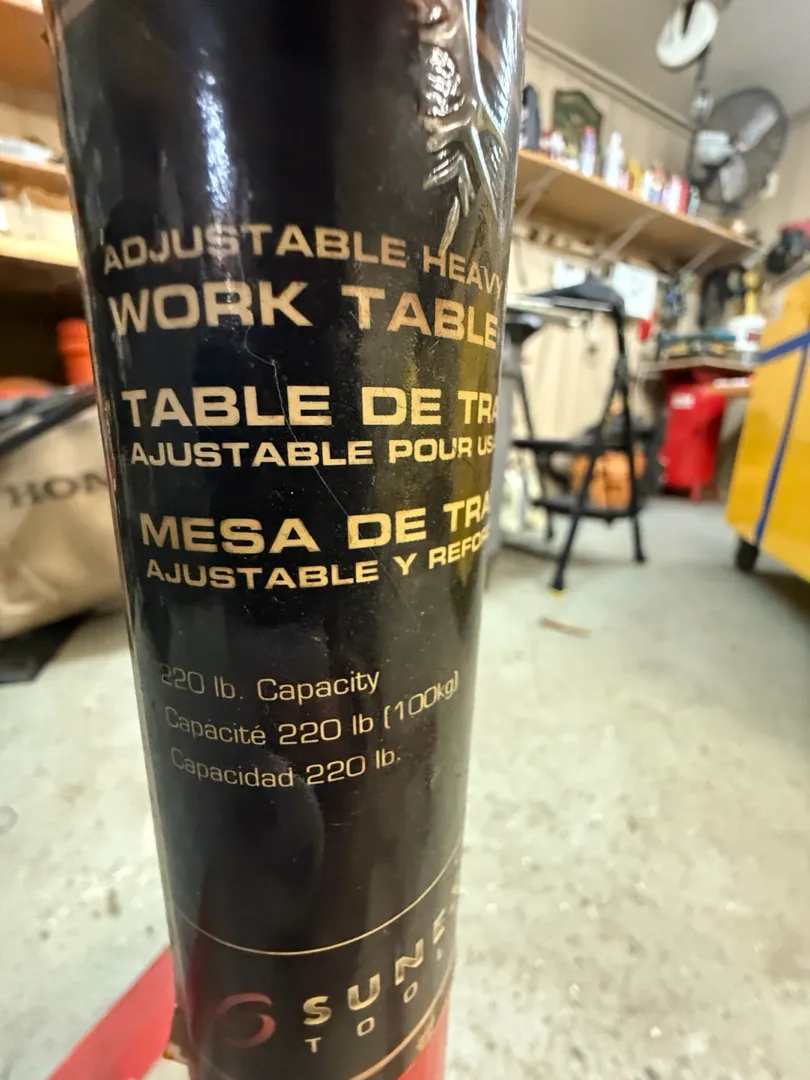 ADJUSTABLE HEAVY
WORK TABLE
TABLE DE TRA
AJUSTABLE POUR US
MESA DE TRA
AJUSTABLE Y REFO
220 lb. Capacity
Capacité 220 lb (100kg)
Capacidad 220 lb.
SUNE
TOO
HON